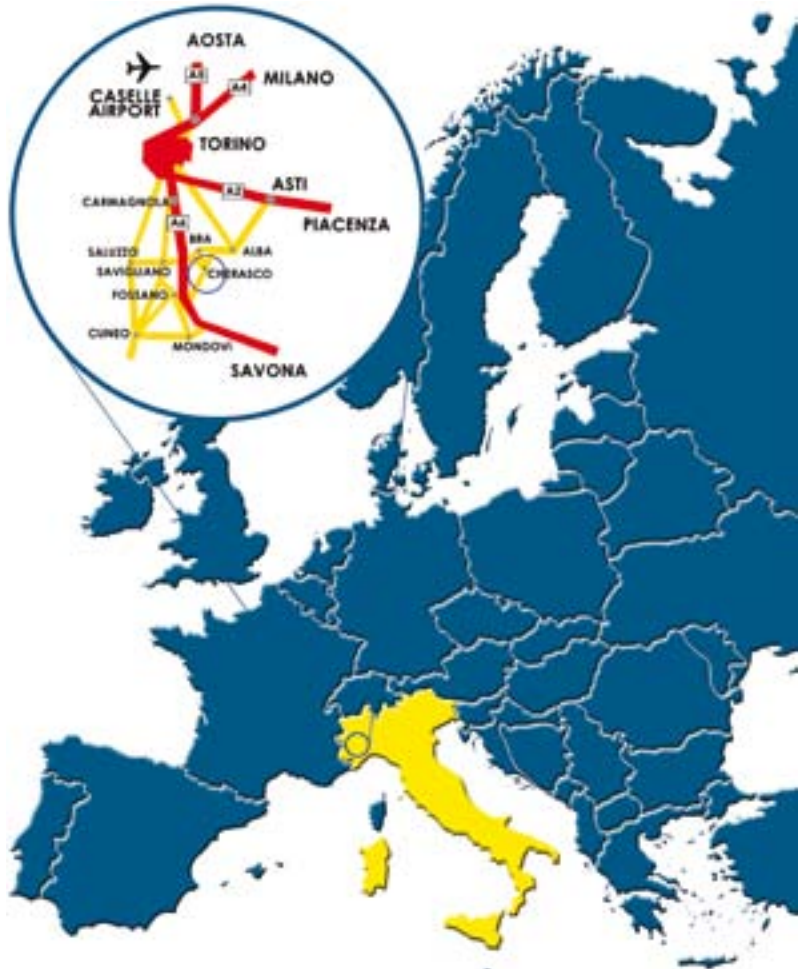 AOSTA
A5
A4
MILANO
CASELLE
AIRPORT
TORINO
A2
ASTI
CARMAGNOLA
A6
PIACENZA
BRA
SALUZZO
ALBA
SAVIGLIANO
CHERASCO
FOSSANO
CUNEO
MONDOVI
SAVONA